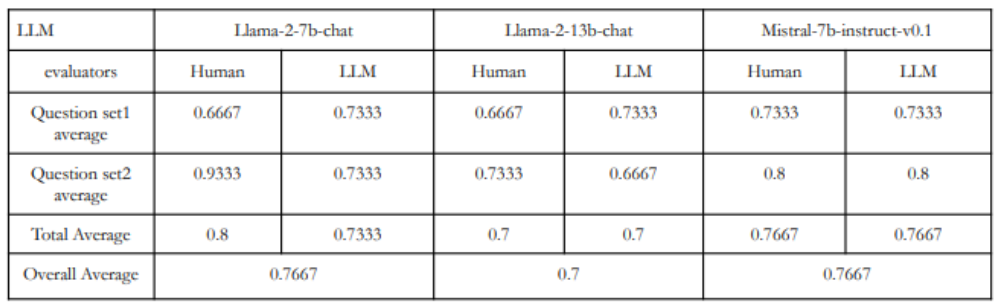 LLM Llama-2-7b-chat Llama-2-13b-chat Mistral-7b-instruct-v0.1
evaluators Human LLM Human LLM Human LLM
Question set1 average 0.6667 0.7333 0.6667 0.7333 0.7333 0.7333
Question set2 average 0.9333 0.7333 0.7333 0.6667 0.8 0.8
Total Average 0.8 0.7333 0.7 0.7 0.7667 0.7667
Overall Average 0.7667 0.7 0.7667